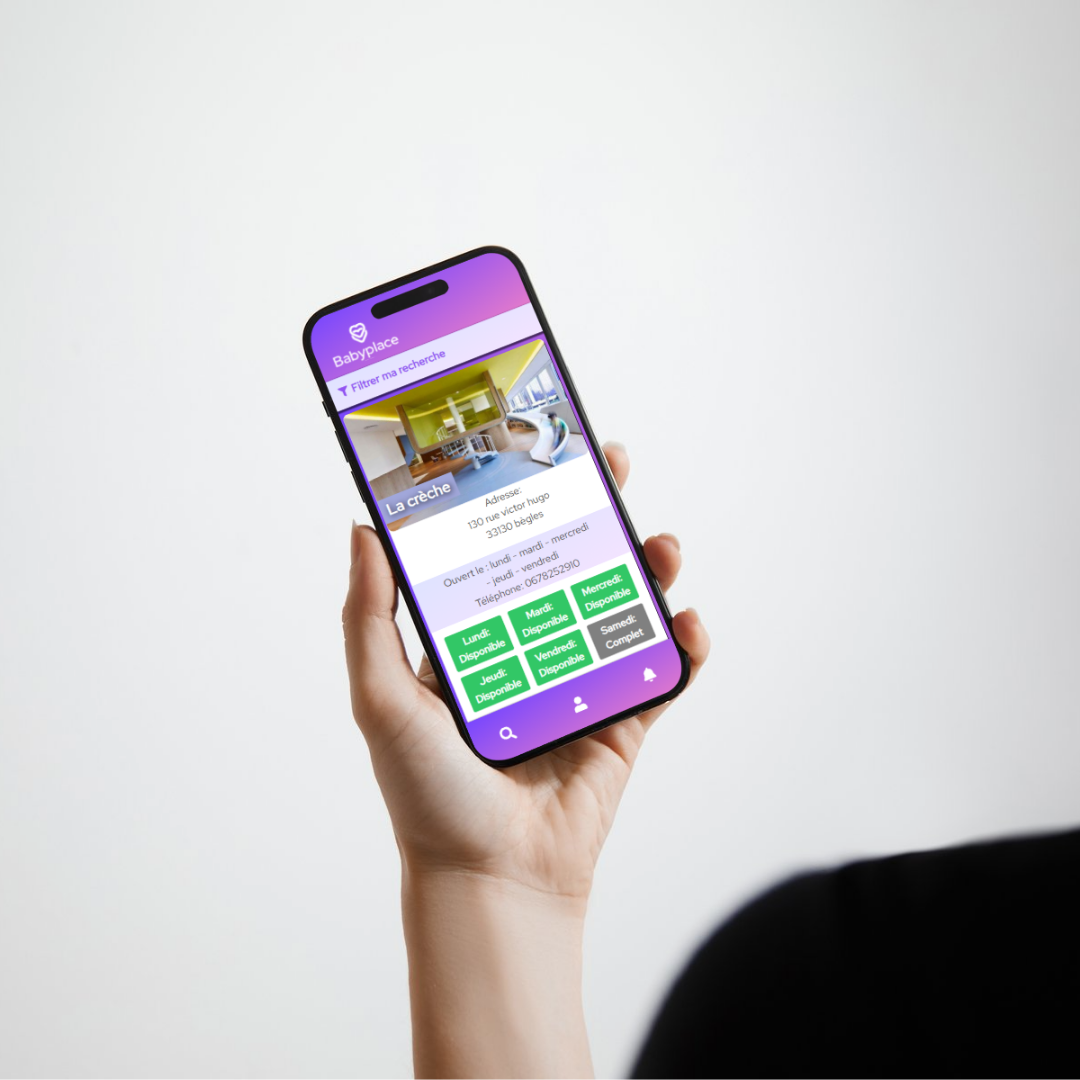 Babyplace
Filtrer ma recherche
La crèche
Adresse:
130 rue victor hugo
33130 bègles
Ouvert le : lundi - mardi - mercredi
- jeudi - vendredi
Téléphone: 0678252910
Lundi:
Disponible
Mardi:
Disponible
Mercredi:
Disponible
Jeudi:
Disponible
Vendredi:
Disponible
Samedi:
Complet